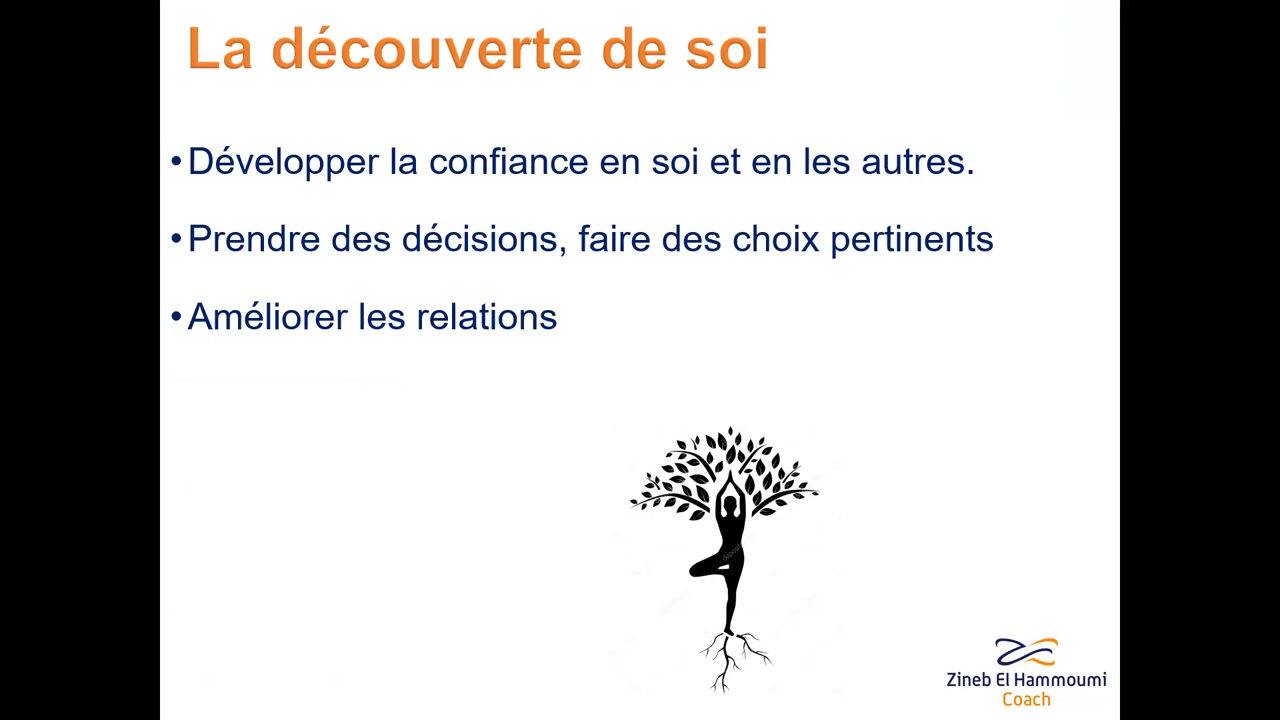 La découverte de soi
•Développer la confiance en soi et en les autres.
•Prendre des décisions, faire des choix pertinents
•Améliorer les relations
Zineb El Hammoumi
Coach